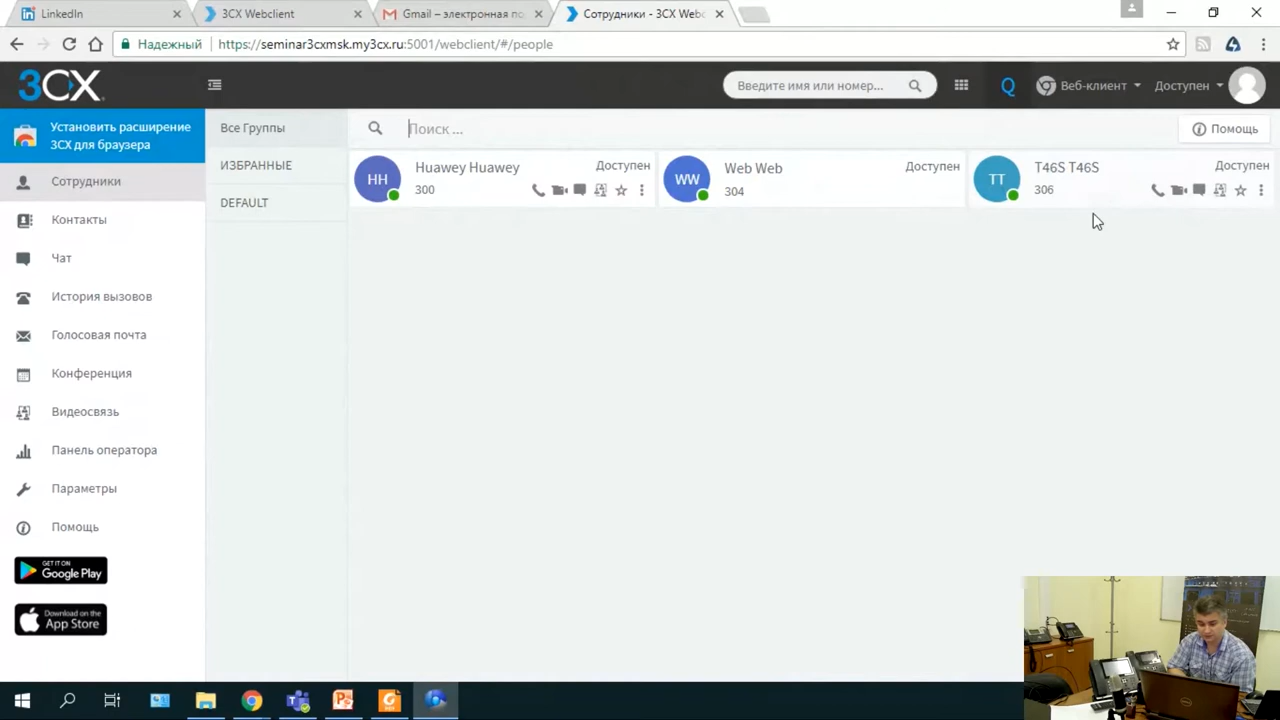 LinkedIn
3CX Webclient
Gmail – электронная по
Сотрудники - 3CX Webc
Надежный
https://seminar3cxmsk.my3cx.ru:5001/webclient/#/people
3CX
Введите имя или номер...
Q
Веб-клиент
Доступен
Установить расширение
3CX для браузера
Все Группы
Поиск ...
Помощь
Сотрудники
ИЗБРАННЫЕ
DEFAULT
HH
Huawey Huawey
Доступен
300
WW
Web Web
Доступен
304
TT
T46S T46S
Доступен
306
Контакты
Чат
История вызовов
Голосовая почта
Конференция
Видеосвязь
Панель оператора
Параметры
Помощь
GET IT ON
Google Play
Download on the
App Store